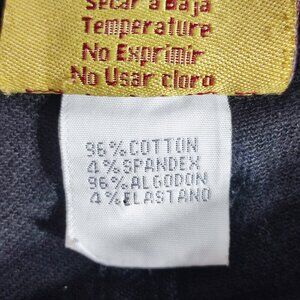 Secar a Baja
Temperature
No Exprimir
No Usar cloro
96% COTTON
4% SPANDEX
96% ALGODON
4% ELASTANO